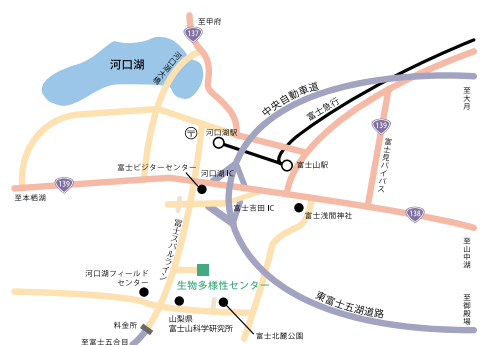 至甲府
137
河口湖大橋
河口湖
中央自動車道
富士急行
至大月
139
〒
河口湖駅
富士見バイパス
富士ビジターセンター
河口湖IC
富士山駅
139
至本栖湖
富士吉田IC
富士浅間神社
138
富士スバルライン
至山中湖
河口湖フィールド
センター
生物多様性センター
東富士五湖道路
至御殿場
料金所
山梨県
富士山科学研究所
富士北麓公園
至富士五合目